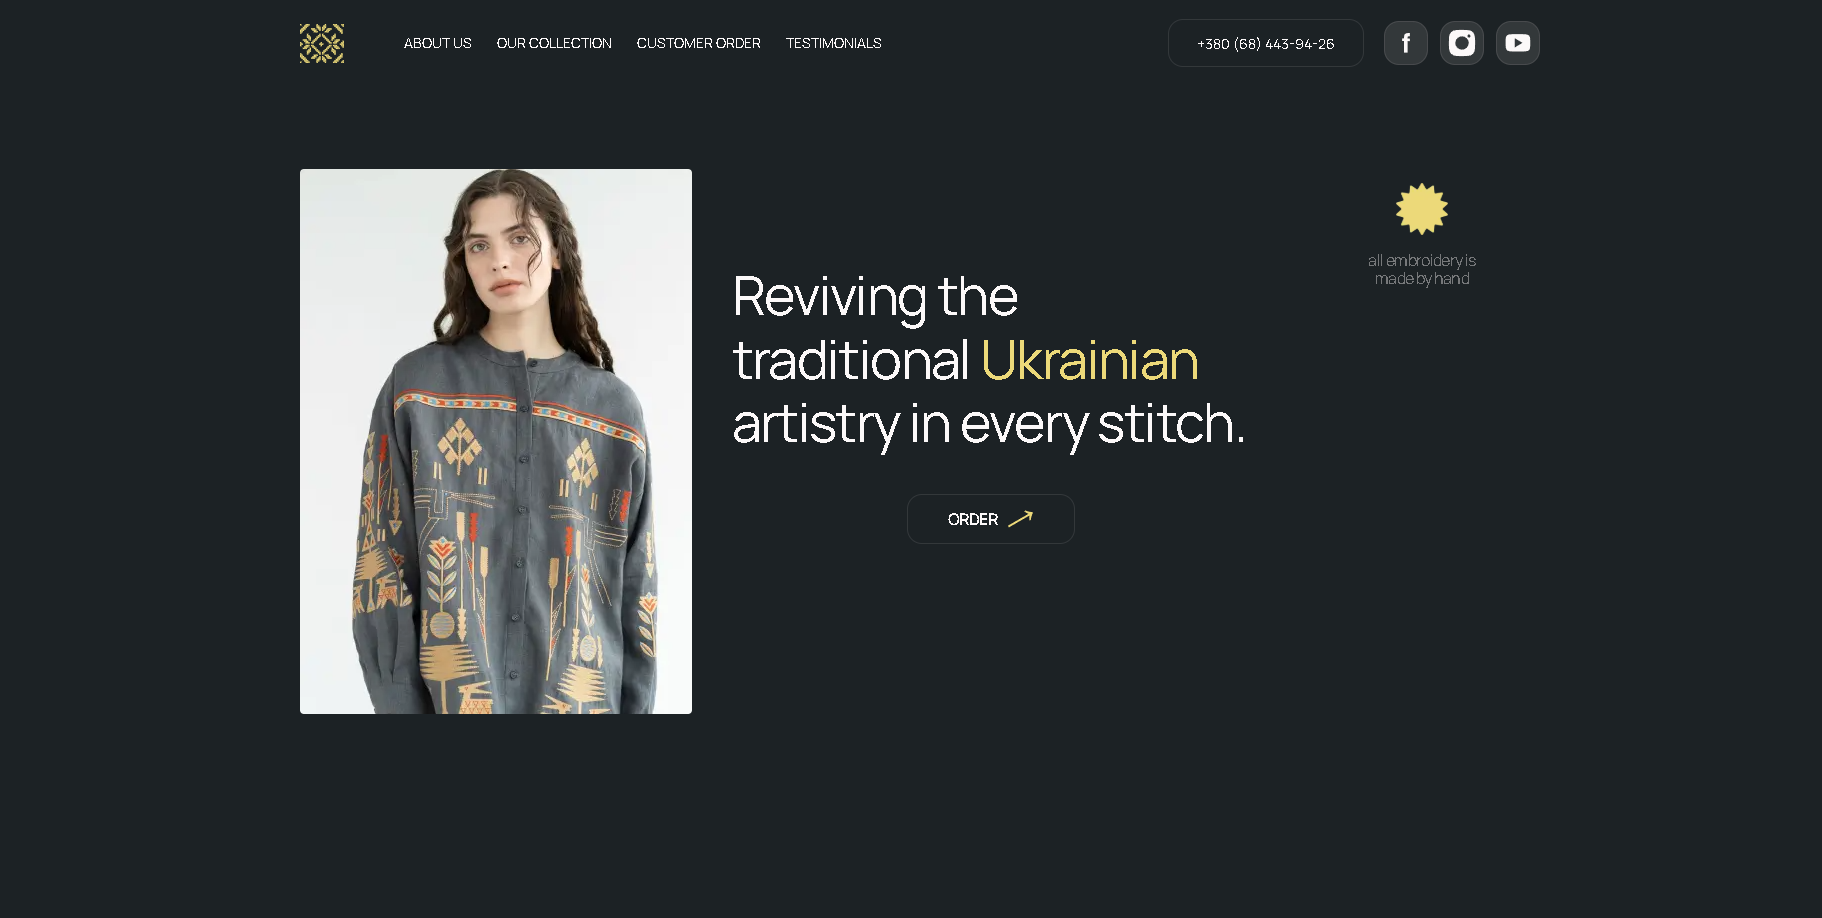 ABOUT US
OUR COLLECTION
CUSTOMER ORDER
TESTIMONIALS
+380 (68) 443-94-26
all embroidery is
made by hand
Reviving the
traditional Ukrainian
artistry in every stitch.
ORDER